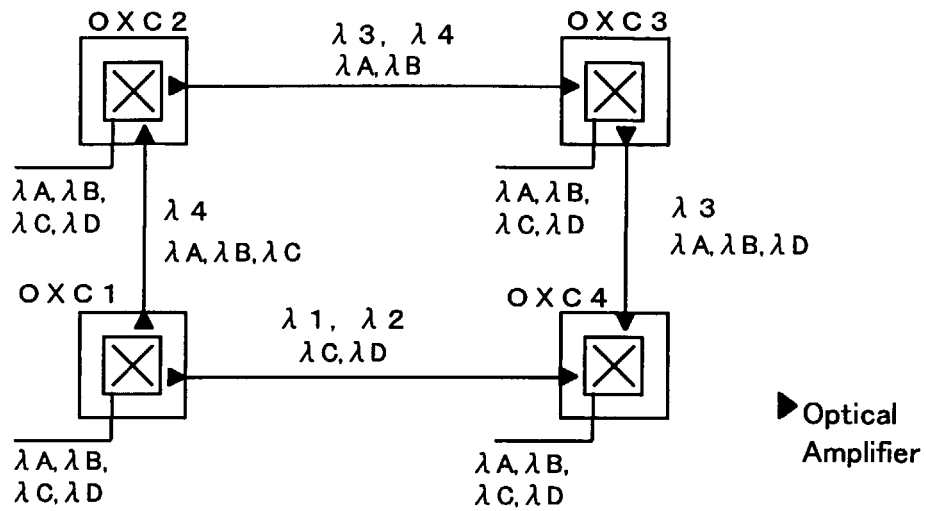 OXC2
OXC3
λ3, λ4
λA,λB
λA,λB,
λC,λD
λA,λB,
λC,λD
λ4
λA,λB,λC
λ3
λA,λB,λD
OXC1
OXC4
λ1, λ2
λC,λD
λA,λB,
λC,λD
λA,λB,
λC,λD
Optical
Amplifier